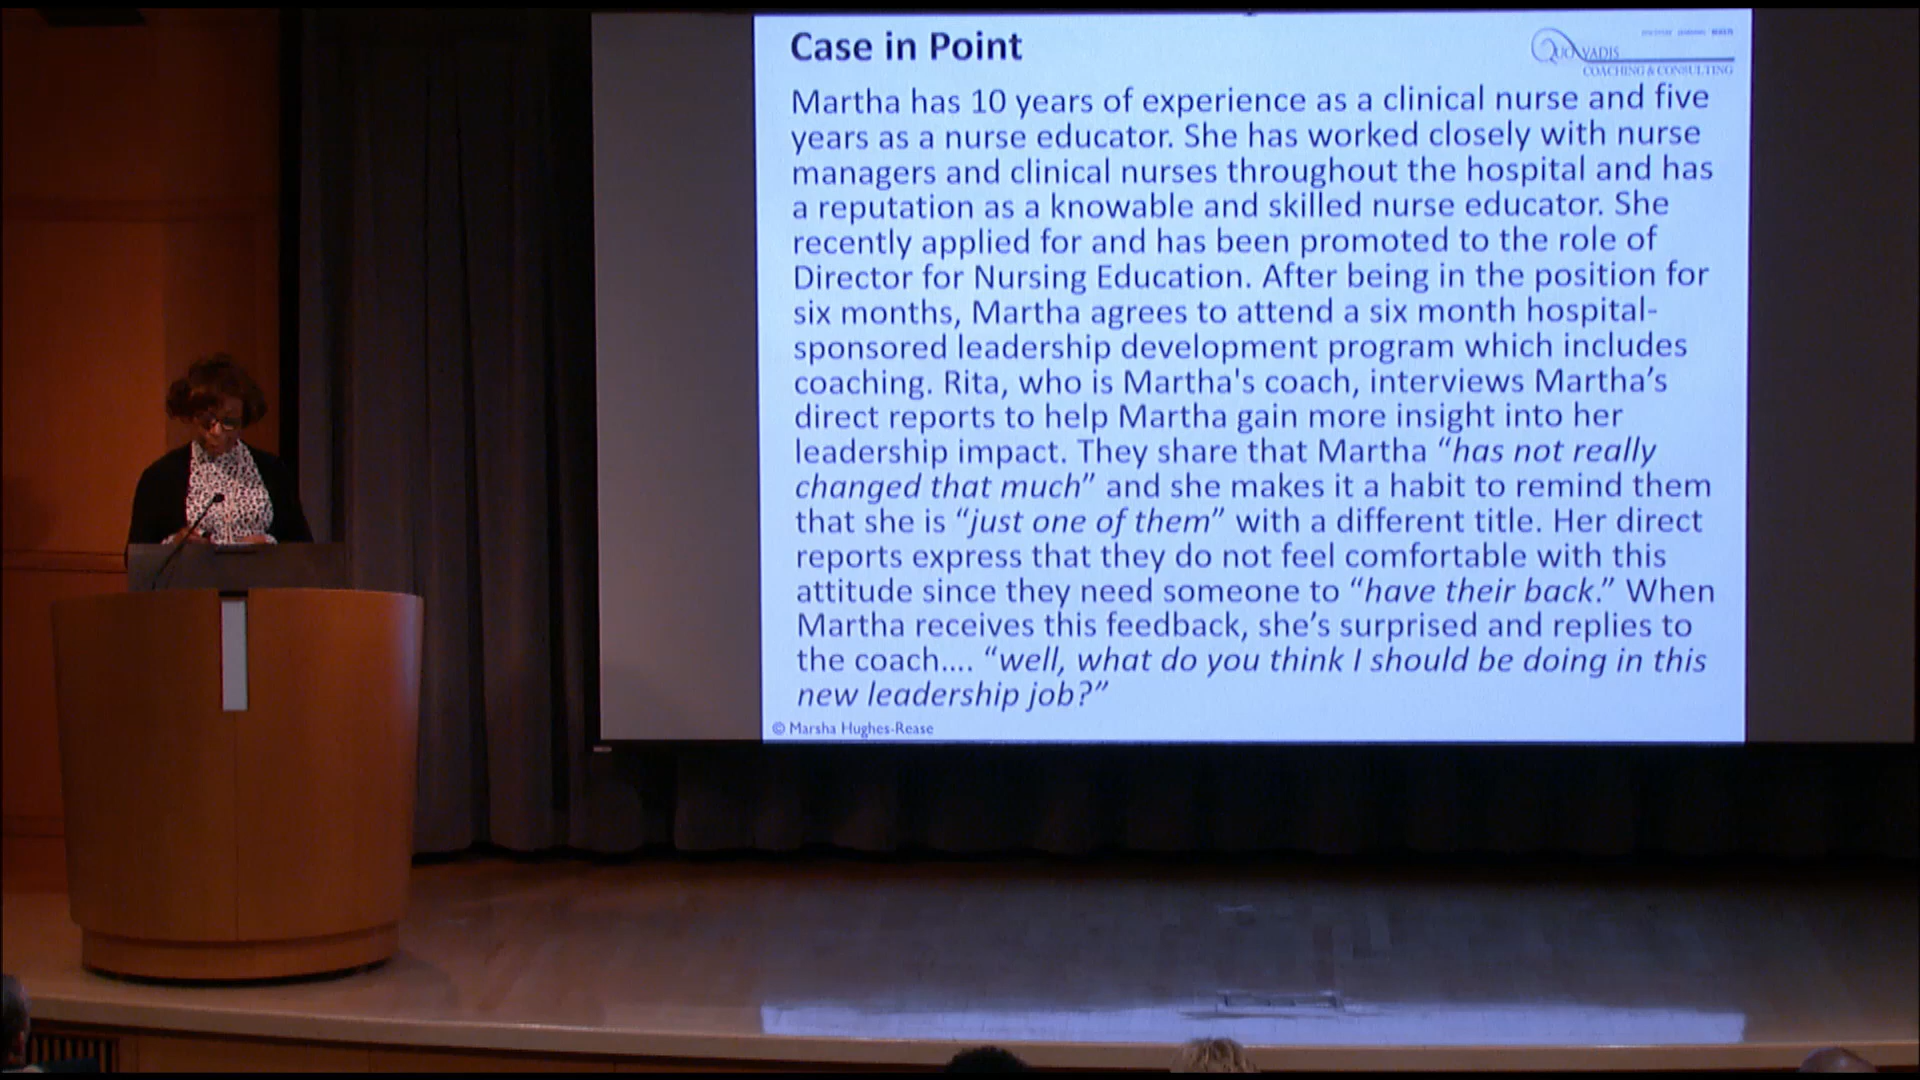 Case in Point
QUO VADIS
COACHING & CONSULTING
Martha has 10 years of experience as a clinical nurse and five
years as a nurse educator. She has worked closely with nurse
managers and clinical nurses throughout the hospital and has
a reputation as a knowable and skilled nurse educator. She
recently applied for and has been promoted to the role of
Director for Nursing Education. After being in the position for
six months, Martha agrees to attend a six month hospital-
sponsored leadership development program which includes
coaching. Rita, who is Martha's coach, interviews Martha’s
direct reports to help Martha gain more insight into her
leadership impact. They share that Martha “has not really
changed that much” and she makes it a habit to remind them
that she is “just one of them” with a different title. Her direct
reports express that they do not feel comfortable with this
attitude since they need someone to “have their back.” When
Martha receives this feedback, she’s surprised and replies to
the coach…. “well, what do you think I should be doing in this
new leadership job?”
© Marsha Hughes-Rease